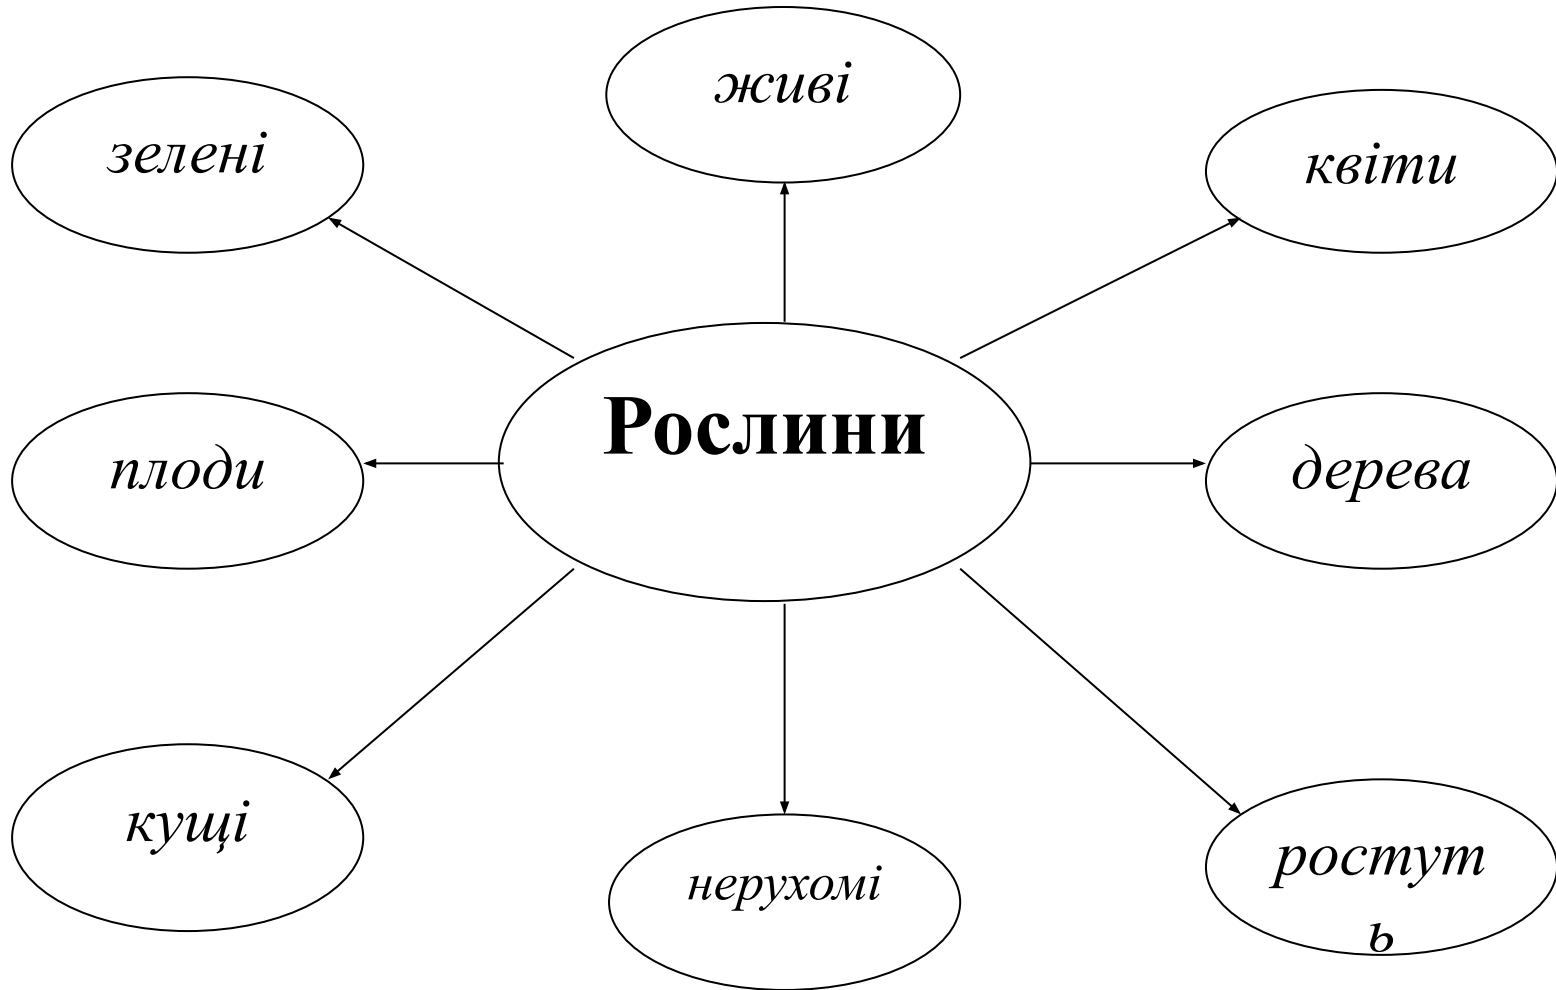 живі
зелені
квіти
Рослини
плоди
дерева
кущі
нерухомі
ростут
ь